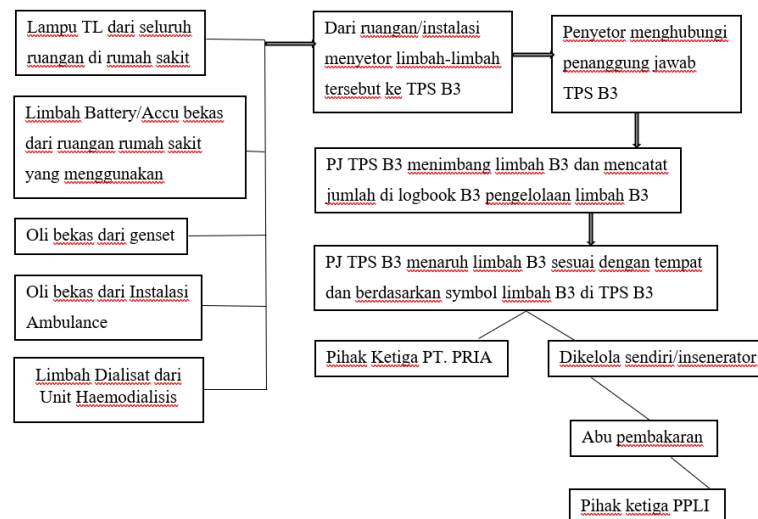 Lampu TL dari seluruh
ruangan di rumah sakit
Limbah Battery/Accu bekas
dari ruangan rumah sakit
yang menggunakan
Oli bekas dari genset
Oli bekas dari Instalasi
Ambulance
Limbah Dialisat dari
Unit Haemodialisis
Dari ruangan/instalasi
menyetor limbah-limbah
tersebut ke TPS B3
Penyetor menghubungi
penanggung jawab
TPS B3
PJ TPS B3 menimbang limbah B3 dan mencatat
jumlah di logbook B3 pengelolaan limbah B3
PJ TPS B3 menaruh limbah B3 sesuai dengan tempat
dan berdasarkan symbol limbah B3 di TPS B3
Pihak Ketiga PT. PRIA
Dikelola sendiri/insenerator
Abu pembakaran
Pihak ketiga PPLI